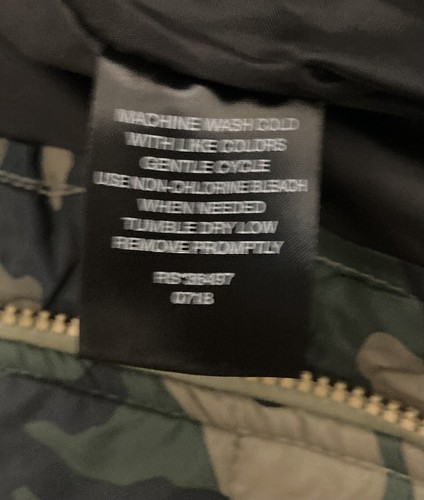 MACHINE WASH COLD
WITH LIKE COLORS
GENTLE CYCLE
USE NON-CHLORINE BLEACH
WHEN NEEDED
TUMBLE DRY LOW
REMOVE PROMPTLY